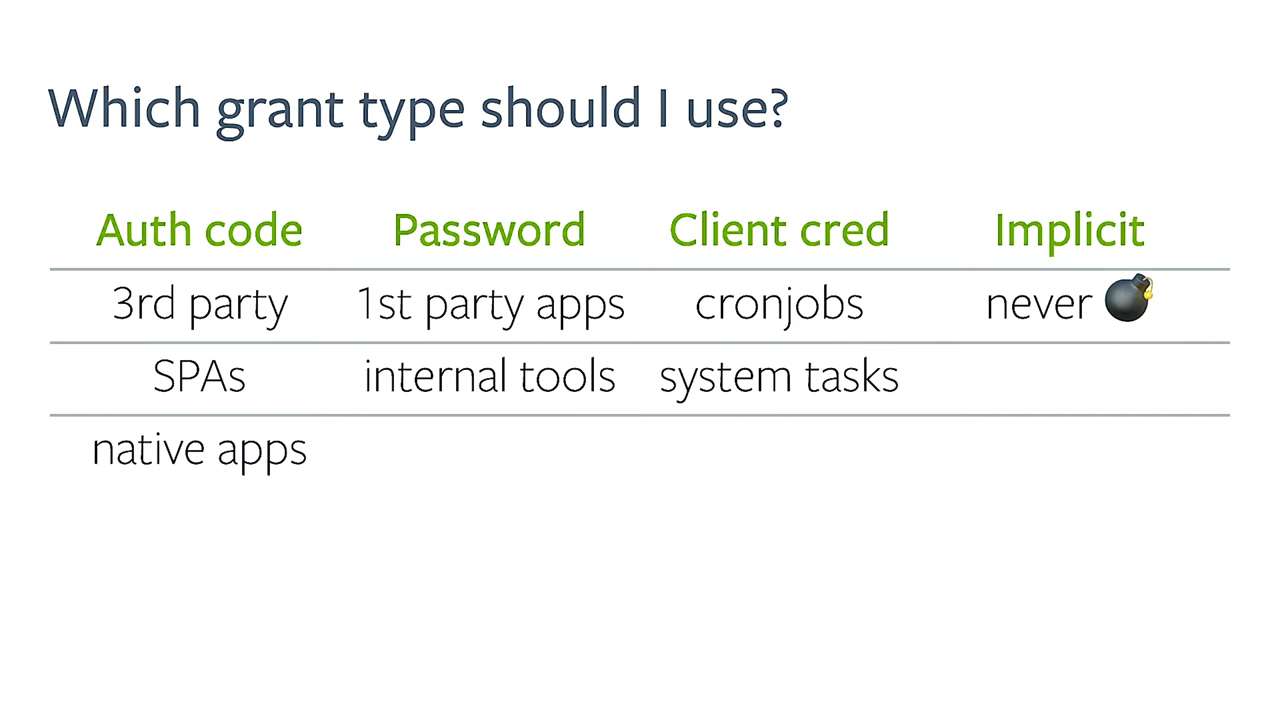 Which grant type should I use?
Auth code Password Client cred Implicit
3rd party 1st party apps cronjobs never 💣
SPAs internal tools system tasks
native apps